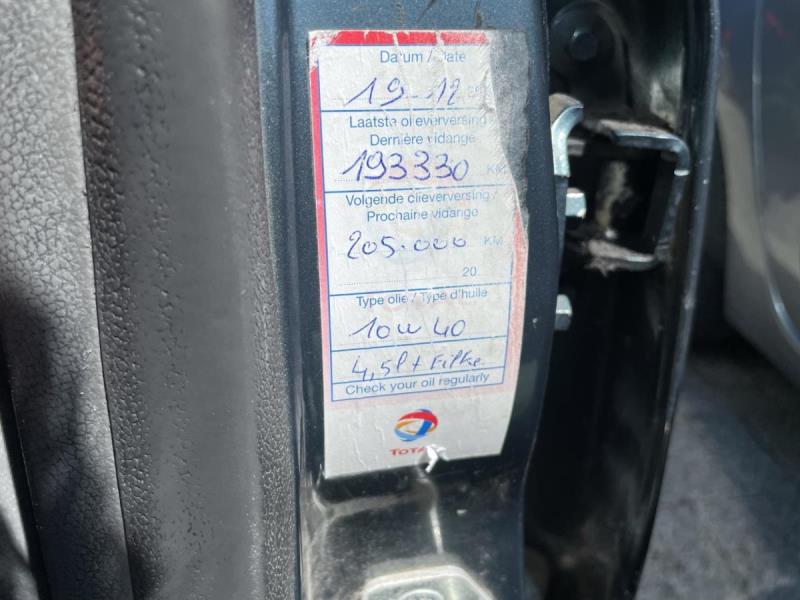 Datum / Date
19-12
Laatste olieverversing /
Dernière vidange
193330 KM
Volgende olieverversing /
Prochaine vidange
205.000 KM
20
Type olie / Type d'huile
10w40
4,5l + Filtre
Check your oil regularly
TOTAL